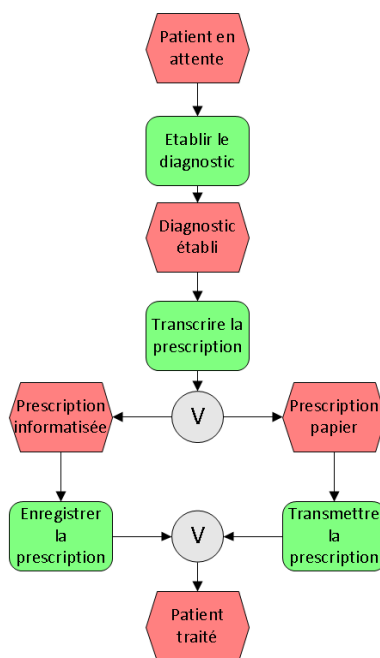 Patient en
attente
Etablir le
diagnostic
Diagnostic
établi
Transcrire la
prescription
Prescription
informatisée
V
Prescription
papier
Enregistrer
la
prescription
V
Transmettre
la
prescription
Patient
traité